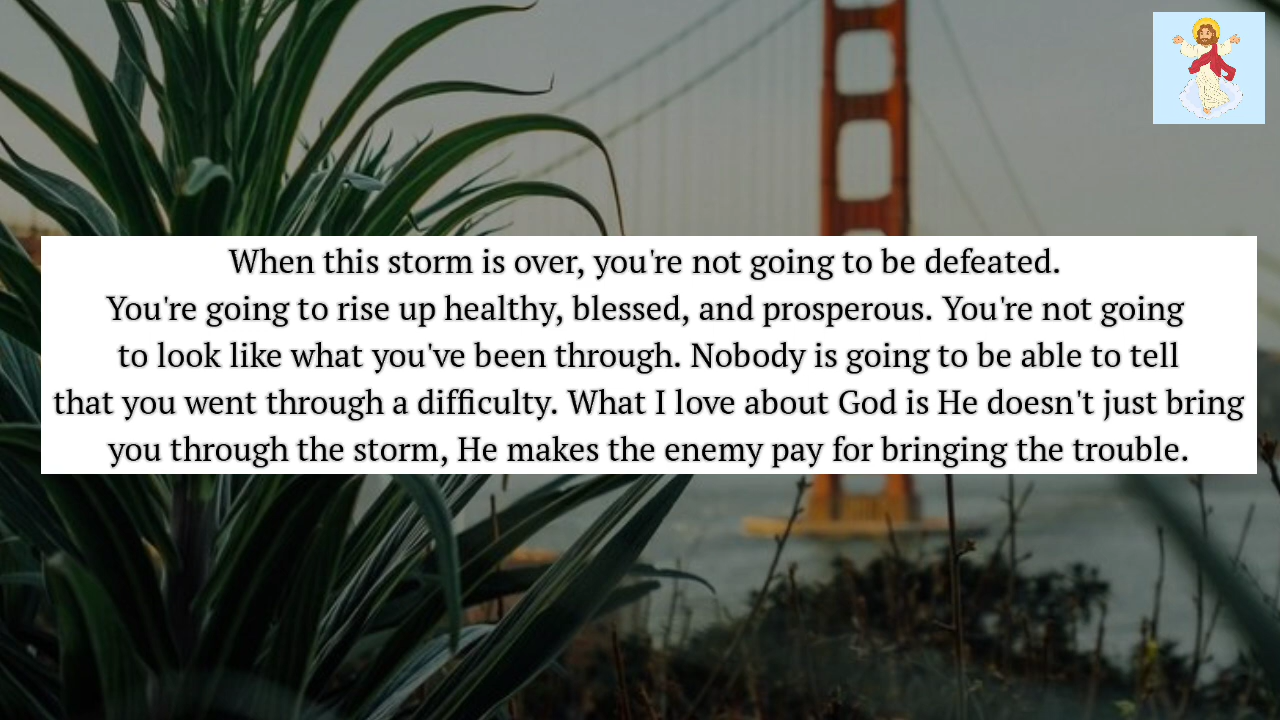 When this storm is over, you're not going to be defeated.
You're going to rise up healthy, blessed, and prosperous. You're not going
to look like what you've been through. Nobody is going to be able to tell
that you went through a difficulty. What I love about God is He doesn't just bring
you through the storm, He makes the enemy pay for bringing the trouble.